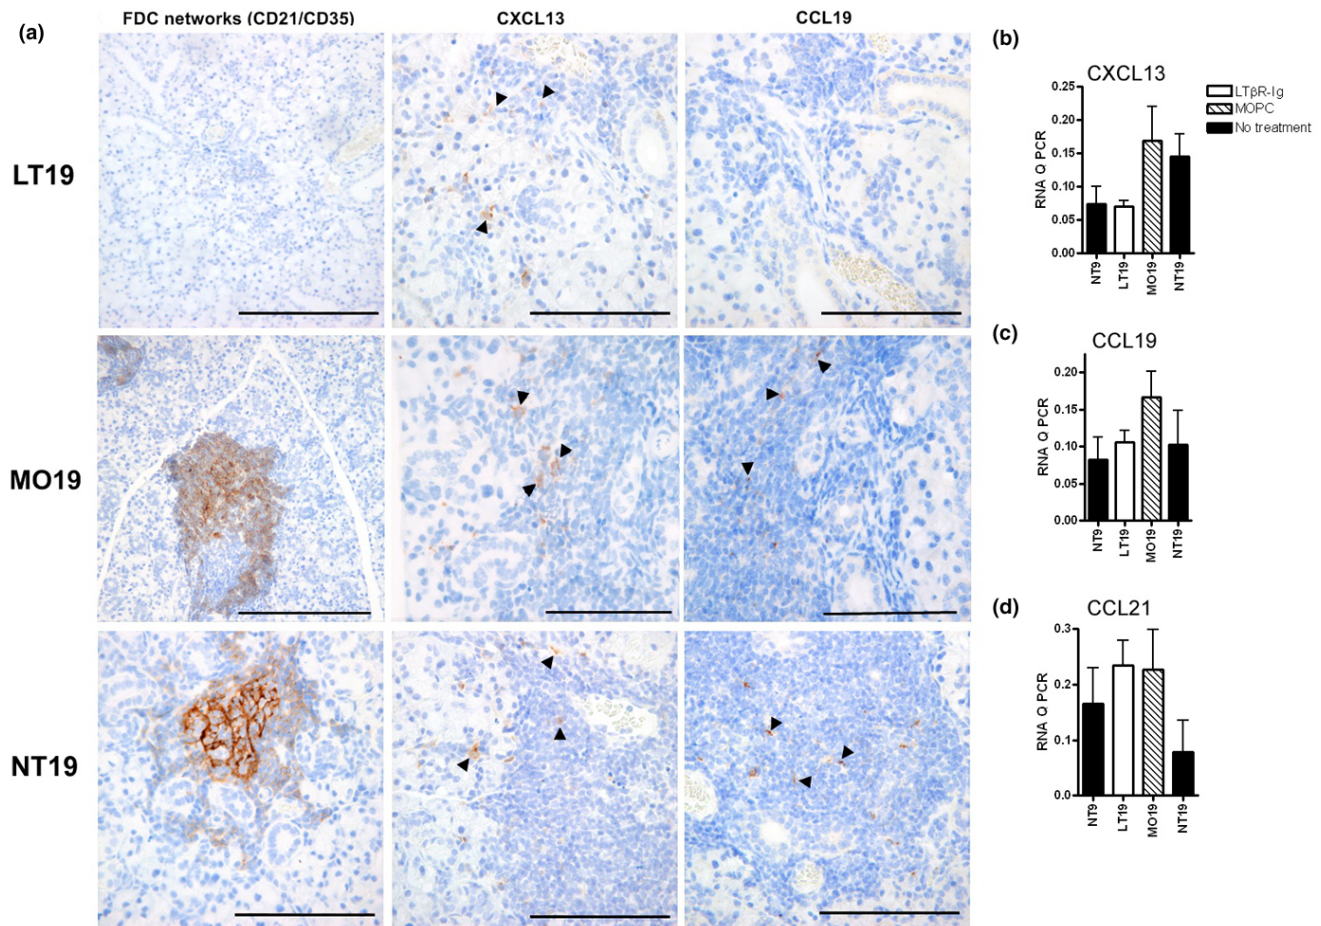 (a)
FDC networks (CD21/CD35)
CXCL13
CCL19
LT19
MO19
NT19
(b)
CXCL13
RNA Q PCR
0.25
0.20
0.15
0.10
0.05
0.00
NT9
LT19
MO19
NT19
LTβR-Ig
MOPC
No treatment
(c)
CCL19
RNA Q PCR
0.20
0.15
0.10
0.05
0.00
NT9
LT19
MO19
NT19
(d)
CCL21
RNA Q PCR
0.3
0.2
0.1
0.0
NT9
LT19
MO19
NT19